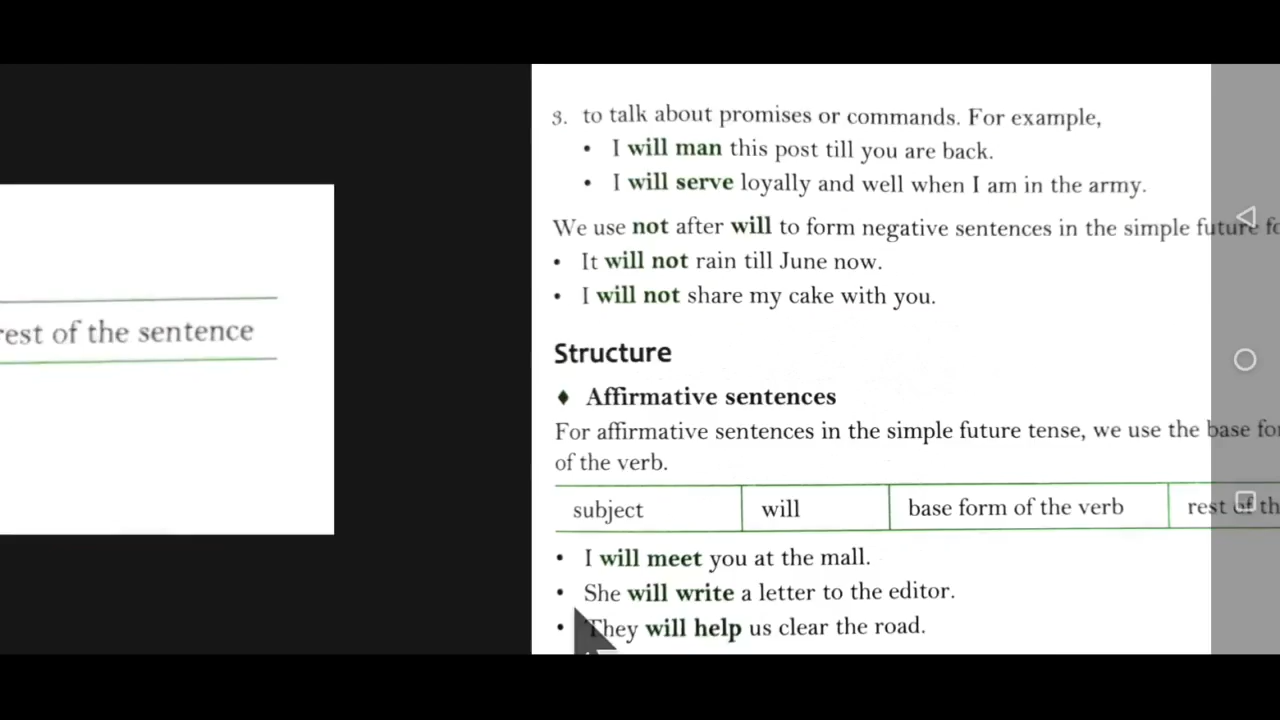 rest of the sentence
3. to talk about promises or commands. For example,
• I will man this post till you are back.
• I will serve loyally and well when I am in the army.
We use not after will to form negative sentences in the simple future
• It will not rain till June now.
• I will not share my cake with you.
Structure
♦ Affirmative sentences
For affirmative sentences in the simple future tense, we use the base
of the verb.
subject will base form of the verb rest of
• I will meet you at the mall.
• She will write a letter to the editor.
• They will help us clear the road.